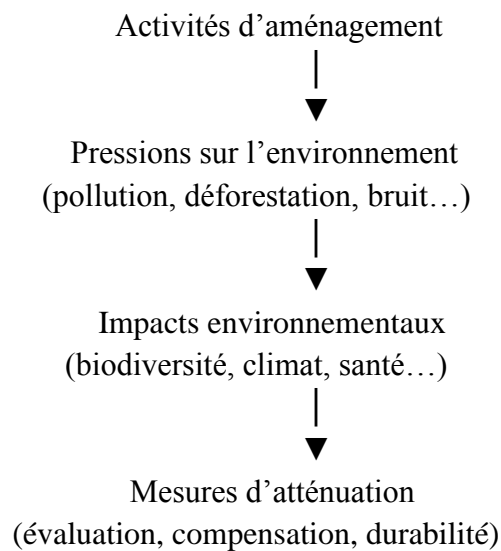 Activités d’aménagement
Pressions sur l’environnement
(pollution, déforestation, bruit…)
Impacts environnementaux
(biodiversité, climat, santé…)
Mesures d’atténuation
(évaluation, compensation, durabilité)